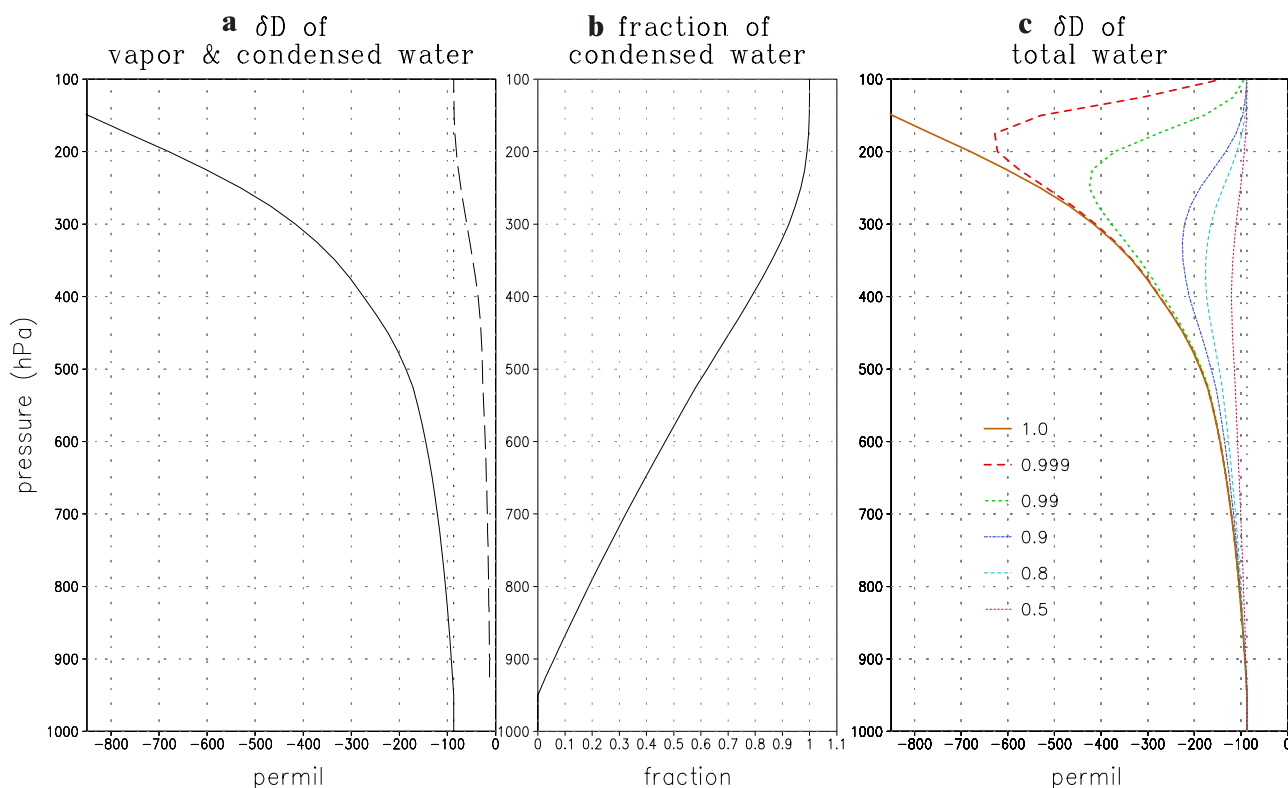 a δD of
vapor & condensed water
b fraction of
condensed water
c δD of
total water
pressure (hPa)
100
200
300
400
500
600
700
800
900
1000
-800 -700 -600 -500 -400 -300 -200 -100 0
permil
100
200
300
400
500
600
700
800
900
1000
0 0.1 0.2 0.3 0.4 0.5 0.6 0.7 0.8 0.9 1 1.1
fraction
100
200
300
400
500
600
700
800
900
1000
1.0
0.999
0.99
0.9
0.8
0.5
-800 -700 -600 -500 -400 -300 -200 -100 0
permil